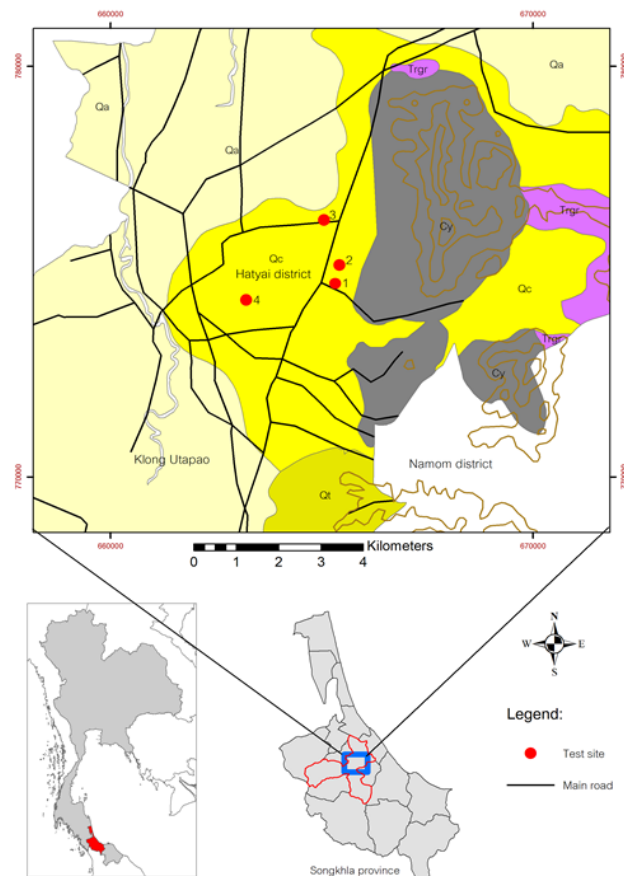 660000
670000
780000
Trgr
Qa
Qa
Qa
Cy
Trgr
3
Qc
Hatyai district
2
1
Qc
4
Trgr
Cy
Klong Utapao
Namom district
770000
Qt
660000
670000
Kilometers
0 1 2 3 4
N
W E
S
Legend:
Test site
Main road
Songkhla province